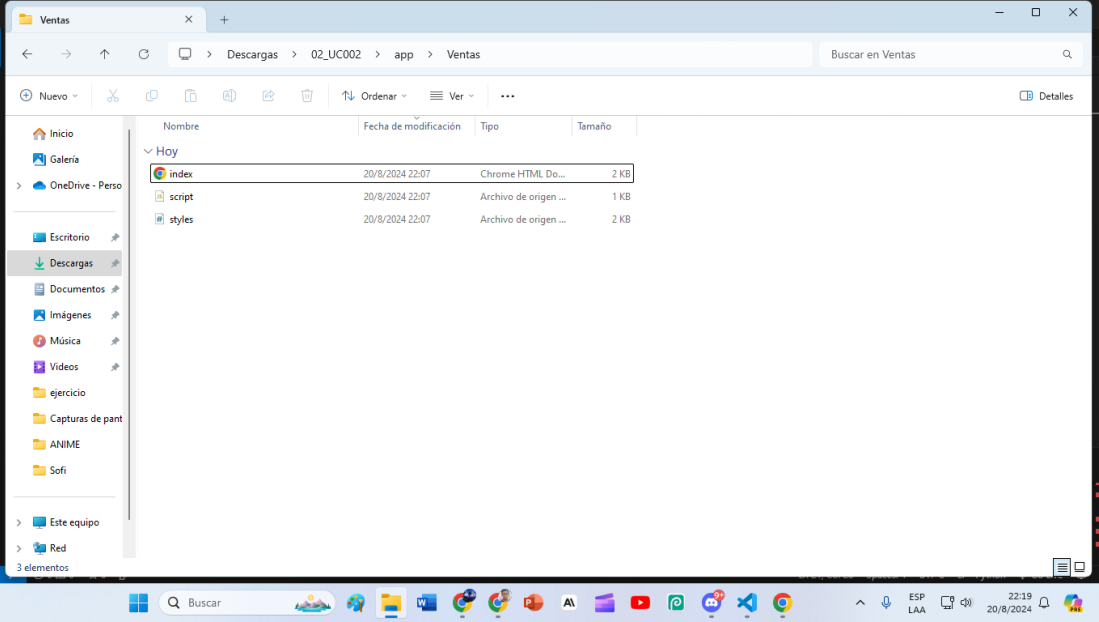 Ventas
Descargas 02_UC002 app Ventas
Buscar en Ventas
Nuevo
Ordenar
Ver
Detalles
Nombre Fecha de modificación Tipo Tamaño
Inicio
Galería
OneDrive - Perso
Escritorio
Descargas
Documentos
Imágenes
Música
Videos
ejercicio
Capturas de pant
ANIME
Sofi
Este equipo
Red
Hoy
index 20/8/2024 22:07 Chrome HTML Do... 2 KB
script 20/8/2024 22:07 Archivo de origen ... 1 KB
styles 20/8/2024 22:07 Archivo de origen ... 2 KB
3 elementos
Buscar
9+
ESP
LAA
22:19
20/8/2024